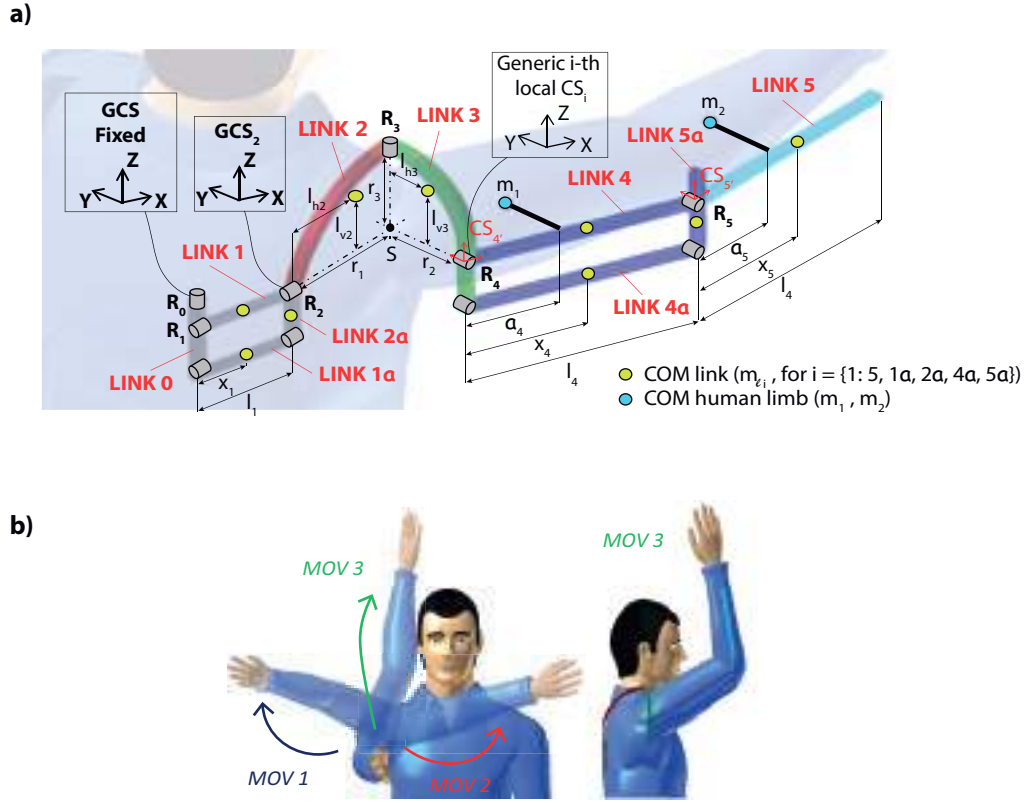 a)
GCS
Fixed
Z
Y
X
GCS2
Z
Y
X
Generic i-th
local CSi
Z
Y
X
LINK 2
R3
LINK 3
LINK 5a
m2
LINK 5
lh2
r3
lh3
m1
LINK 4
CS5'
lv2
lv3
CS4'
R5
LINK 1
r1
S
r2
R4
a5
x5
l4
R0
R1
R2
LINK 2a
LINK 4a
a4
x4
l4
LINK 0
x1
LINK 1a
l1
COM link (mℓi , for i = {1: 5, 1a, 2a, 4a, 5a})
COM human limb (m1 , m2)
b)
MOV 3
MOV 3
MOV 1
MOV 2